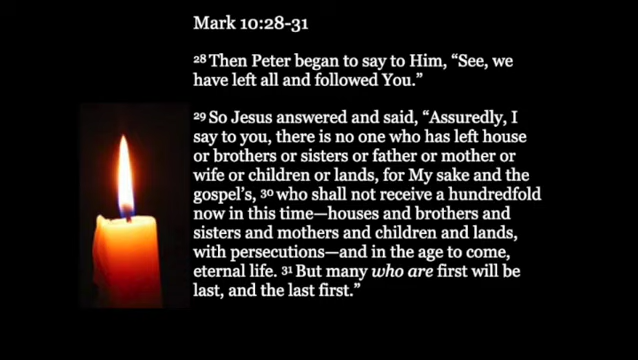 Mark 10:28-31
28 Then Peter began to say to Him, “See, we
have left all and followed You.”
29 So Jesus answered and said, “Assuredly, I
say to you, there is no one who has left house
or brothers or sisters or father or mother or
wife or children or lands, for My sake and the
gospel’s, 30 who shall not receive a hundredfold
now in this time—houses and brothers and
sisters and mothers and children and lands,
with persecutions—and in the age to come,
eternal life. 31 But many who are first will be
last, and the last first.”